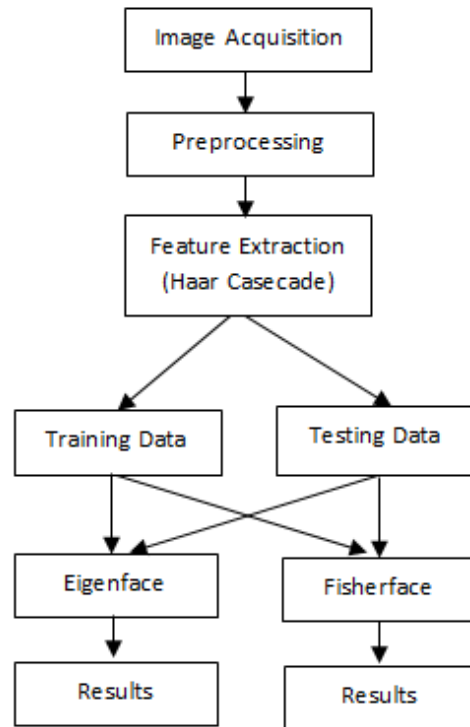 Image Acquisition
Preprocessing
Feature Extraction
(Haar Casecade)
Training Data
Testing Data
Eigenface
Fisherface
Results
Results